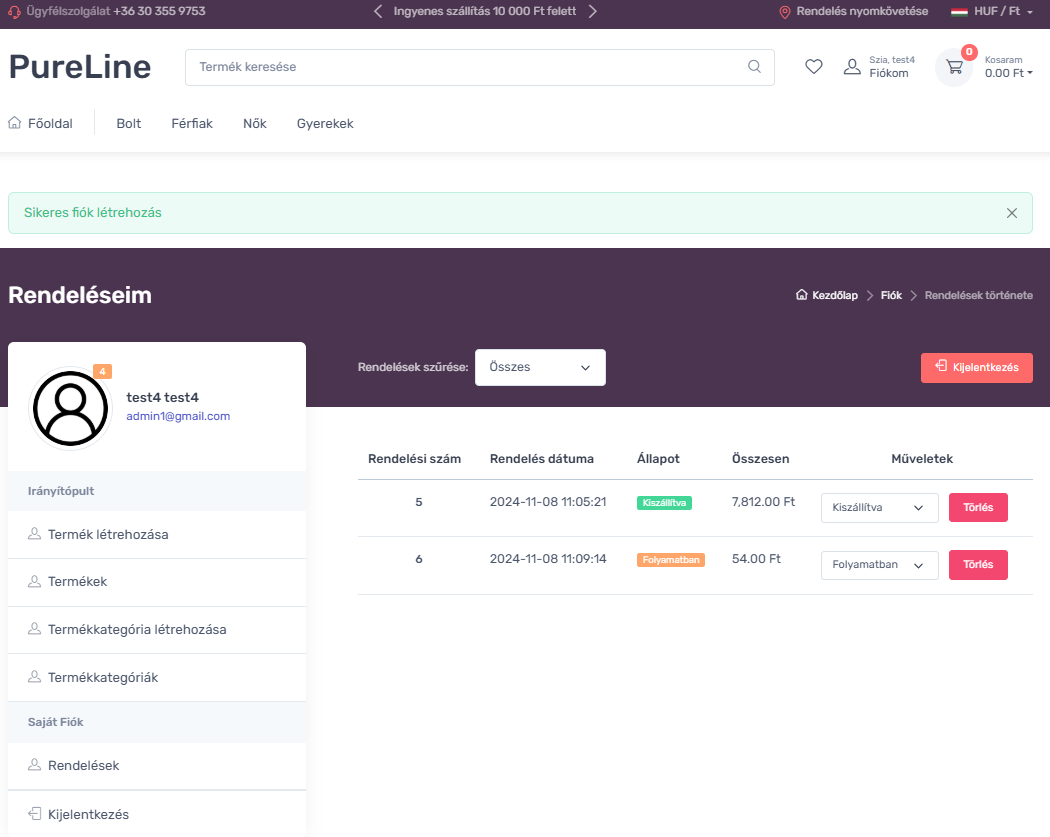 Ügyfélszolgálat +36 30 355 9753
Ingyenes szállítás 10 000 Ft felett
Rendelés nyomkövetése
HUF / Ft
PureLine
Termék keresése
Szia, test4
Fiókom
0
Kosaram
0.00 Ft
Főoldal
Bolt
Férfiak
Nők
Gyerekek
Sikeres fiók létrehozás
Rendeléseim
Kezdőlap
Fiók
Rendelések története
4
test4 test4
admin1@gmail.com
Irányítópult
Termék létrehozása
Termékek
Termékkategória létrehozása
Termékkategóriák
Saját Fiók
Rendelések
Kijelentkezés
Rendelések szűrése:
Összes
Kijelentkezés
Rendelési szám Rendelés dátuma Állapot Összesen Műveletek
5 2024-11-08 11:05:21 Kiszállítva 7,812.00 Ft Kiszállítva Törlés
6 2024-11-08 11:09:14 Folyamatban 54.00 Ft Folyamatban Törlés